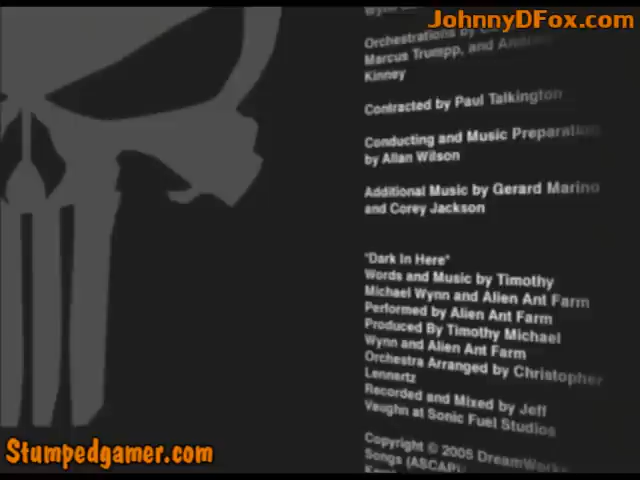 JohnnyDFox.com
Orchestrations by
Marcus Trumpp, and
Kinney
Contracted by Paul Talkington
Conducting and Music Preparation
by Allan Wilson
Additional Music by Gerard Marino
and Corey Jackson
"Dark In Here"
Words and Music by Timothy
Michael Wynn and Alien Ant Farm
Performed by Alien Ant Farm
Produced By Timothy Michael
Wynn and Alien Ant Farm
Orchestra Arranged by Christopher
Lennertz
Recorded and Mixed by Jeff
Vaughn at Sonic Fuel Studios
Copyright © 2005 DreamWorks
Songs (ASCAP)
Stumpedgamer.com